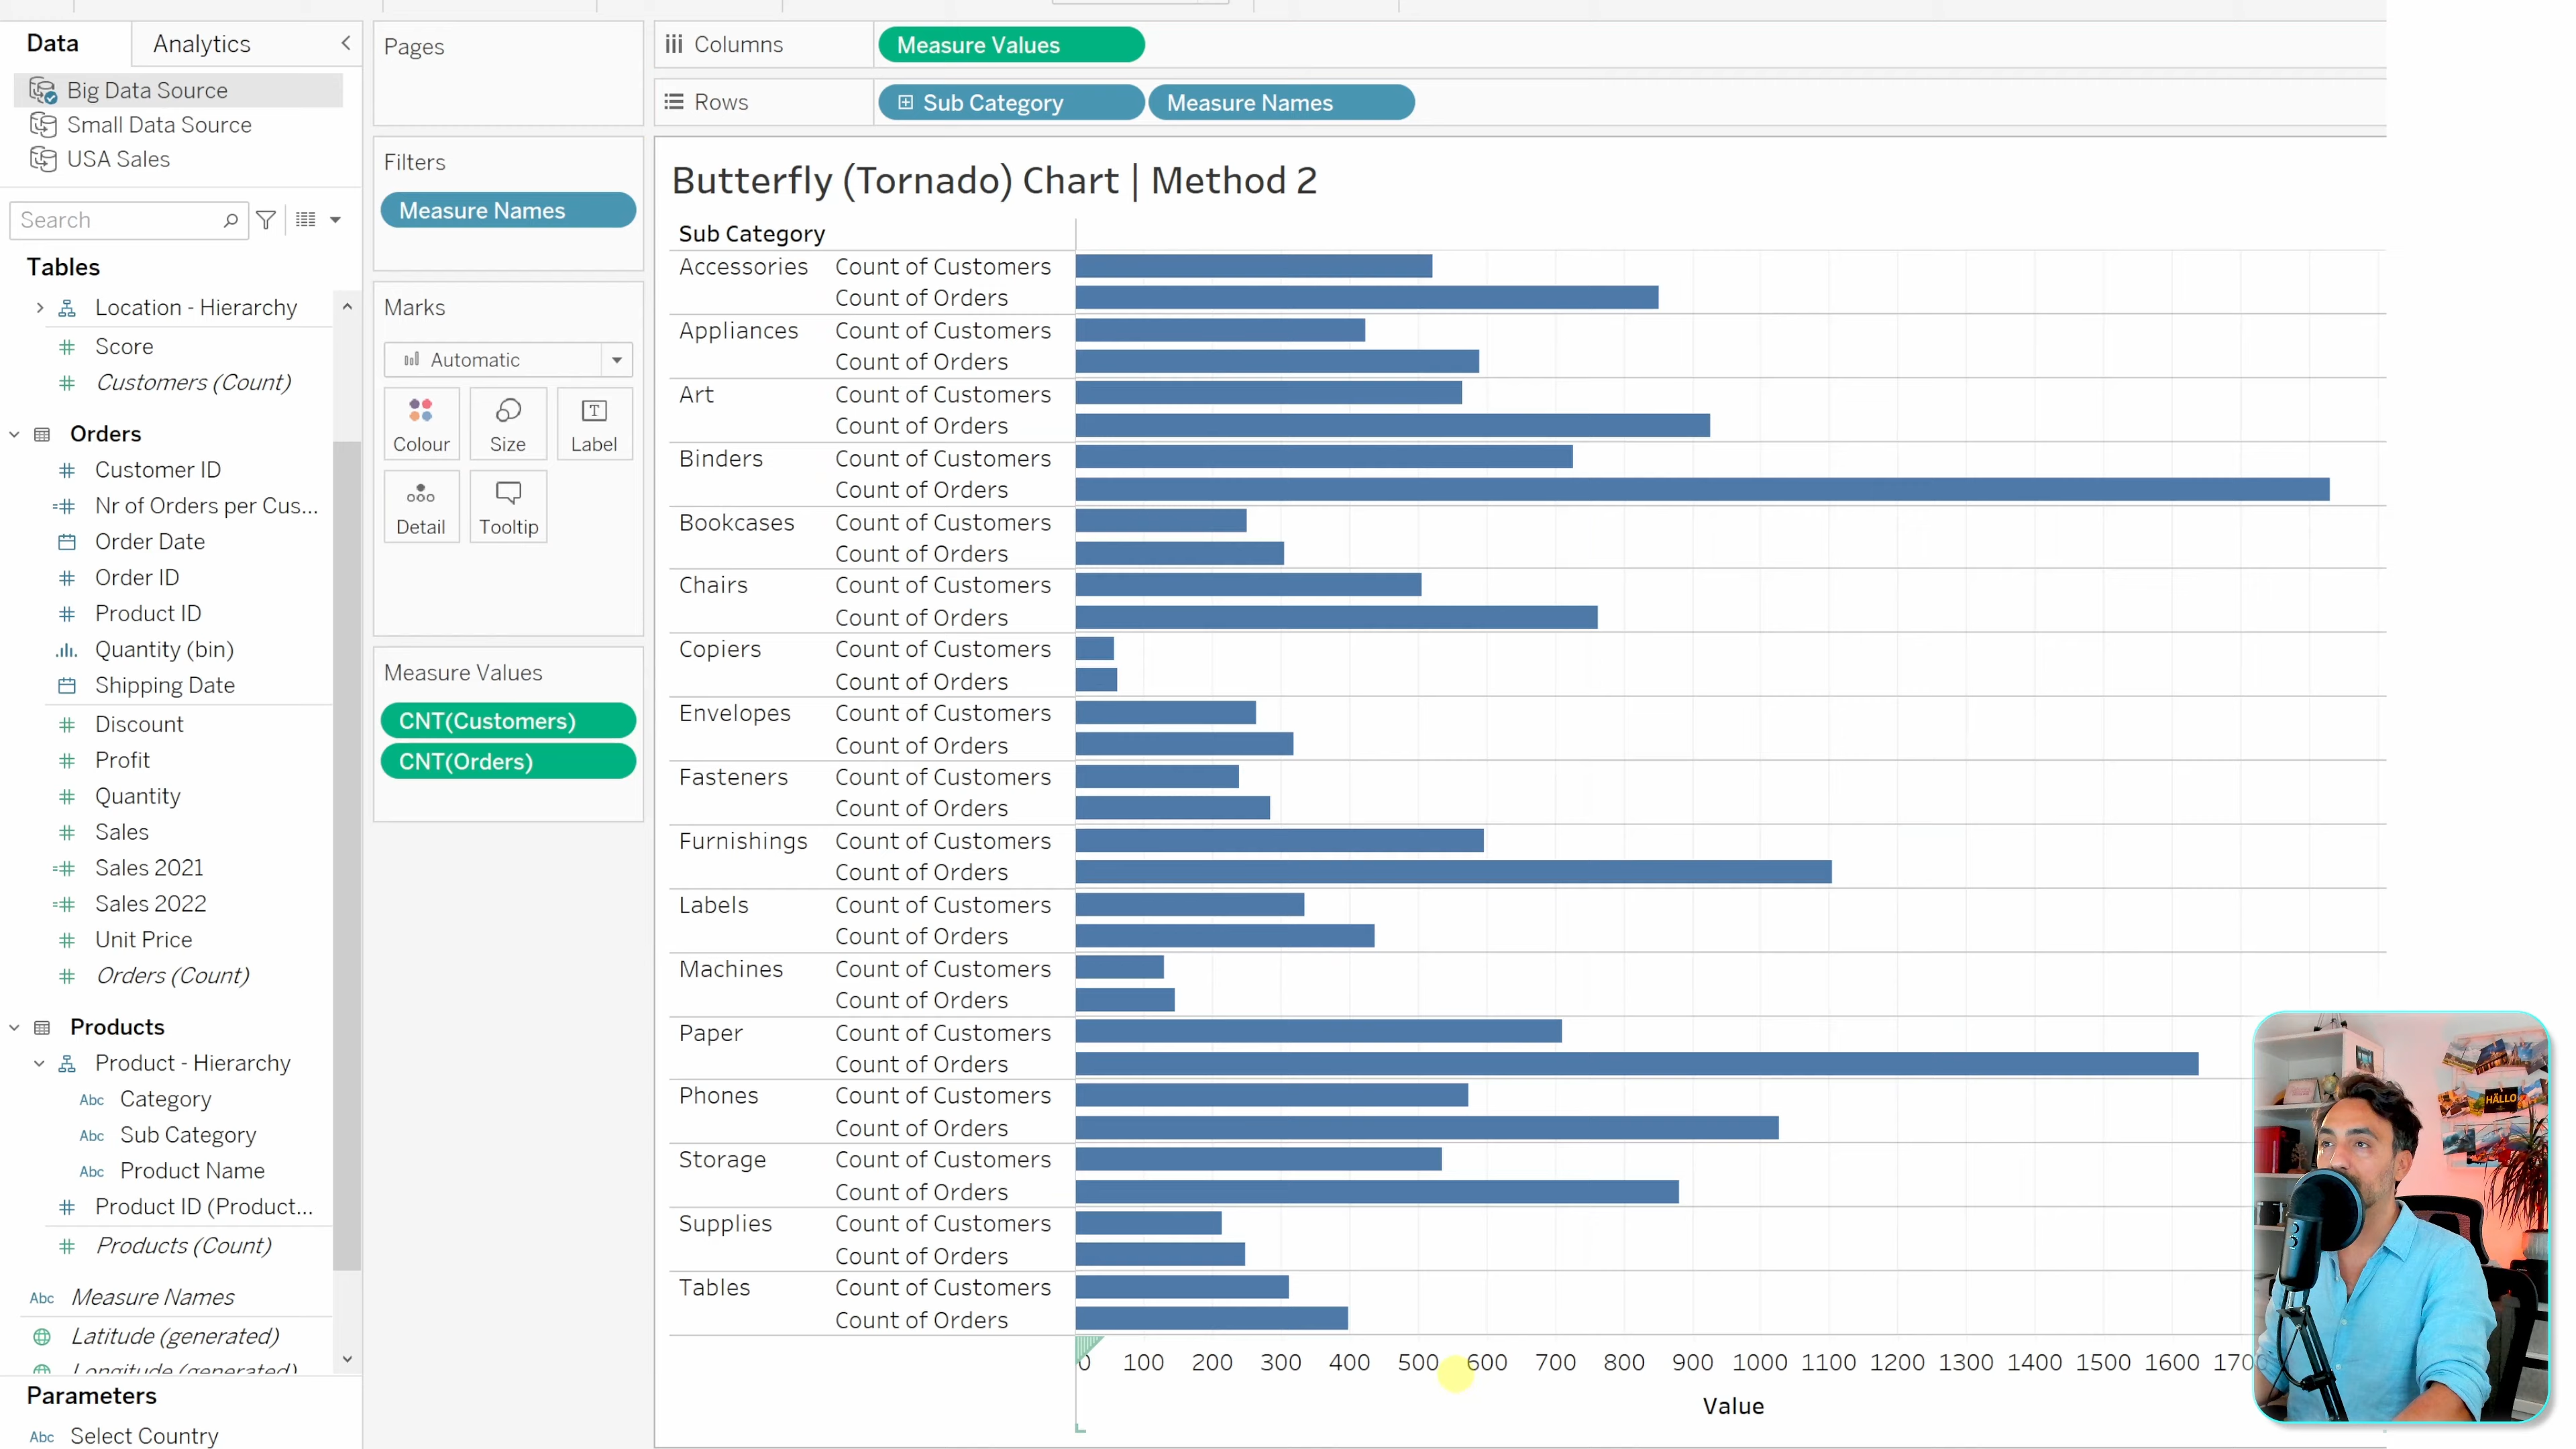 Data
Analytics
Big Data Source
Small Data Source
USA Sales
Search
Tables
Location - Hierarchy
Score
Customers (Count)
Orders
Customer ID
Nr of Orders per Cus...
Order Date
Order ID
Product ID
Quantity (bin)
Shipping Date
Discount
Profit
Quantity
Sales
Sales 2021
Sales 2022
Unit Price
Orders (Count)
Products
Product - Hierarchy
Abc Category
Abc Sub Category
Abc Product Name
Product ID (Product...
Products (Count)
Abc Measure Names
Latitude (generated)
Longitude (generated)
Parameters
Abc Select Country
Pages
Filters
Measure Names
Marks
Automatic
Colour
Size
T
Label
Detail
Tooltip
Measure Values
CNT(Customers)
CNT(Orders)
Columns
Measure Values
Rows
Sub Category
Measure Names
Butterfly (Tornado) Chart | Method 2
Sub Category
Accessories Count of Customers
Count of Orders
Appliances Count of Customers
Count of Orders
Art Count of Customers
Count of Orders
Binders Count of Customers
Count of Orders
Bookcases Count of Customers
Count of Orders
Chairs Count of Customers
Count of Orders
Copiers Count of Customers
Count of Orders
Envelopes Count of Customers
Count of Orders
Fasteners Count of Customers
Count of Orders
Furnishings Count of Customers
Count of Orders
Labels Count of Customers
Count of Orders
Machines Count of Customers
Count of Orders
Paper Count of Customers
Count of Orders
Phones Count of Customers
Count of Orders
Storage Count of Customers
Count of Orders
Supplies Count of Customers
Count of Orders
Tables Count of Customers
Count of Orders
0 100 200 300 400 500 600 700 800 900 1000 1100 1200 1300 1400 1500 1600 1700
Value
HÄLLO